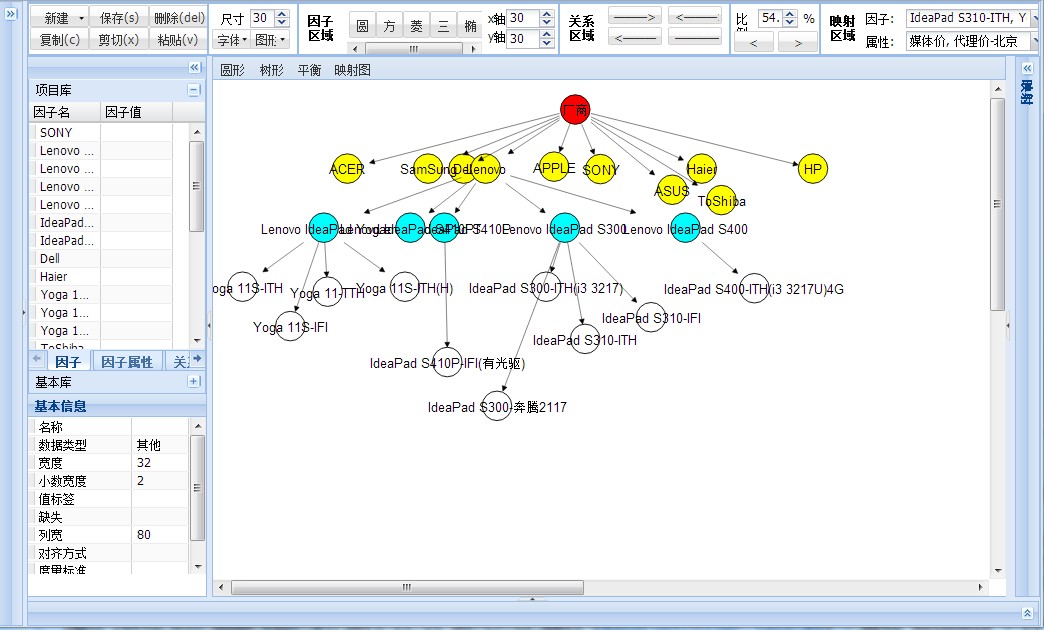 新建 保存(s) 删除(del)
复制(c) 剪切(x) 粘贴(v)
尺寸 30
字体 图形
因子
区域
圆 方 菱 三 椭
x轴 30
y轴 30
关系
区域
--------> <--------
<-------- ----------
比
54. %
< >
映射
区域
因子: IdeaPad S310-ITH, Y
属性: 媒体价, 代理价-北京
项目库
因子名 因子值
SONY
Lenovo ...
Lenovo ...
Lenovo ...
Lenovo ...
IdeaPad...
IdeaPad...
Dell
Haier
Yoga 1...
Yoga 1...
Yoga 1...
ToShiba
因子 因子属性 关
基本库
基本信息
名称
数据类型 其他
宽度 32
小数宽度 2
值标签
缺失
列宽 80
对齐方式
度量标准
圆形 树形 平衡 映射图
厂商
ACER SamSung Dell Lenovo APPLE SONY Haier HP
ASUS
ToShiba
Lenovo IdeaPad S300
Lenovo IdeaPad S400
oga 11S-ITH
Yoga 11-TTH
Yoga 11S-ITH(H)
IdeaPad S300-ITH(i3 3217)
IdeaPad S400-ITH(i3 3217U)4G
IdeaPad S310-IFI
Yoga 11S-IFI
IdeaPad S310-ITH
IdeaPad S410P-IFI(有光驱)
IdeaPad S300-奔腾2117
映射